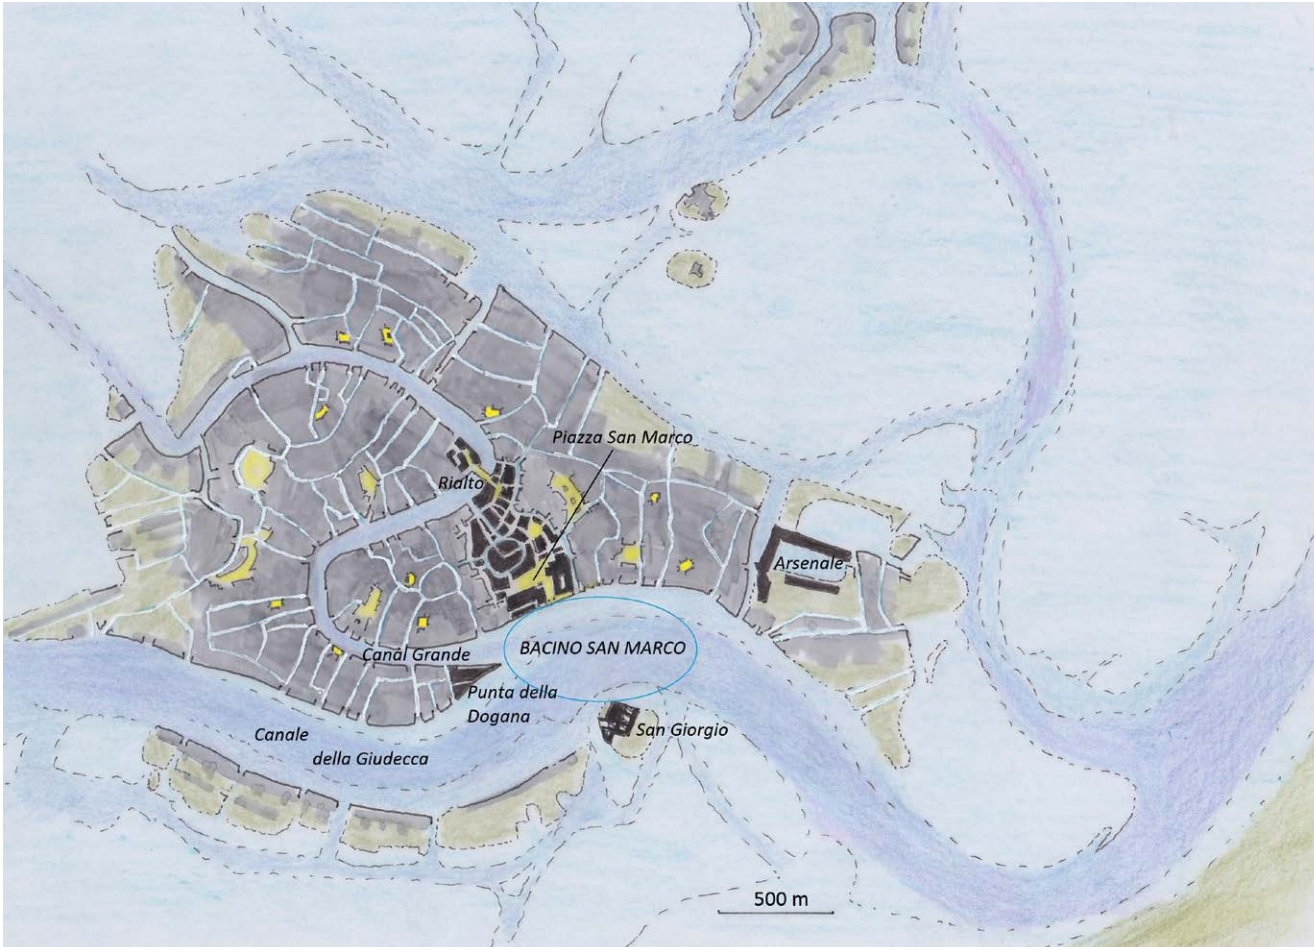 Piazza San Marco
Rialto
Arsenale
BACINO SAN MARCO
Canal Grande
Punta della
Dogana
San Giorgio
Canale
della Giudecca
500 m